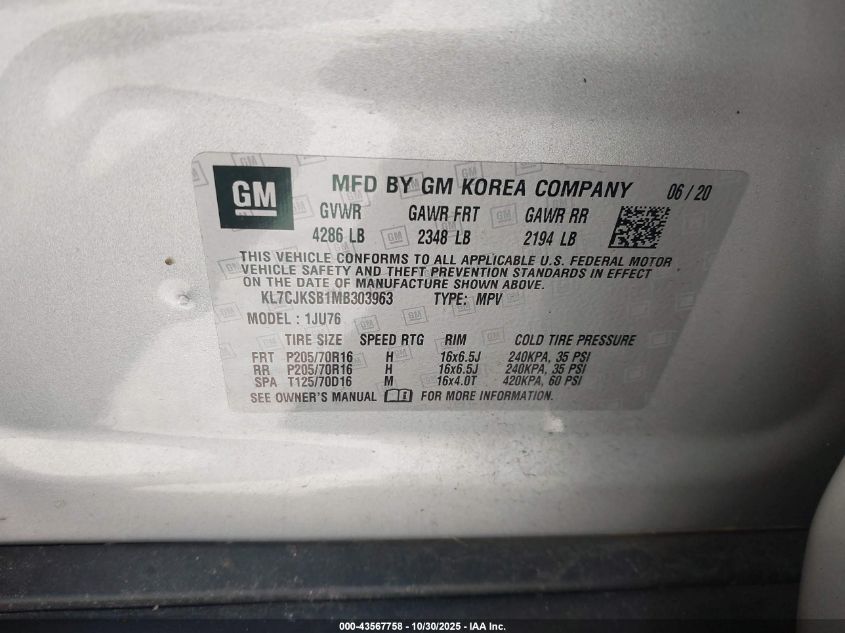 GM MFD BY GM KOREA COMPANY 06/20
GVWR GAWR FRT GAWR RR
4286 LB 2348 LB 2194 LB
THIS VEHICLE CONFORMS TO ALL APPLICABLE U.S. FEDERAL MOTOR
VEHICLE SAFETY AND THEFT PREVENTION STANDARDS IN EFFECT
ON THE DATE OF MANUFACTURE SHOWN ABOVE.
KL7CJKSB1MB303963 TYPE: MPV
MODEL : 1JU76
TIRE SIZE SPEED RTG RIM COLD TIRE PRESSURE
FRT P205/70R16 H 16x6.5J 240KPA, 35 PSI
RR P205/70R16 H 16x6.5J 240KPA, 35 PSI
SPA T125/70D16 M 16x4.0T 420KPA, 60 PSI
SEE OWNER'S MANUAL FOR MORE INFORMATION.
000-43567758 - 10/30/2025 - IAA Inc.